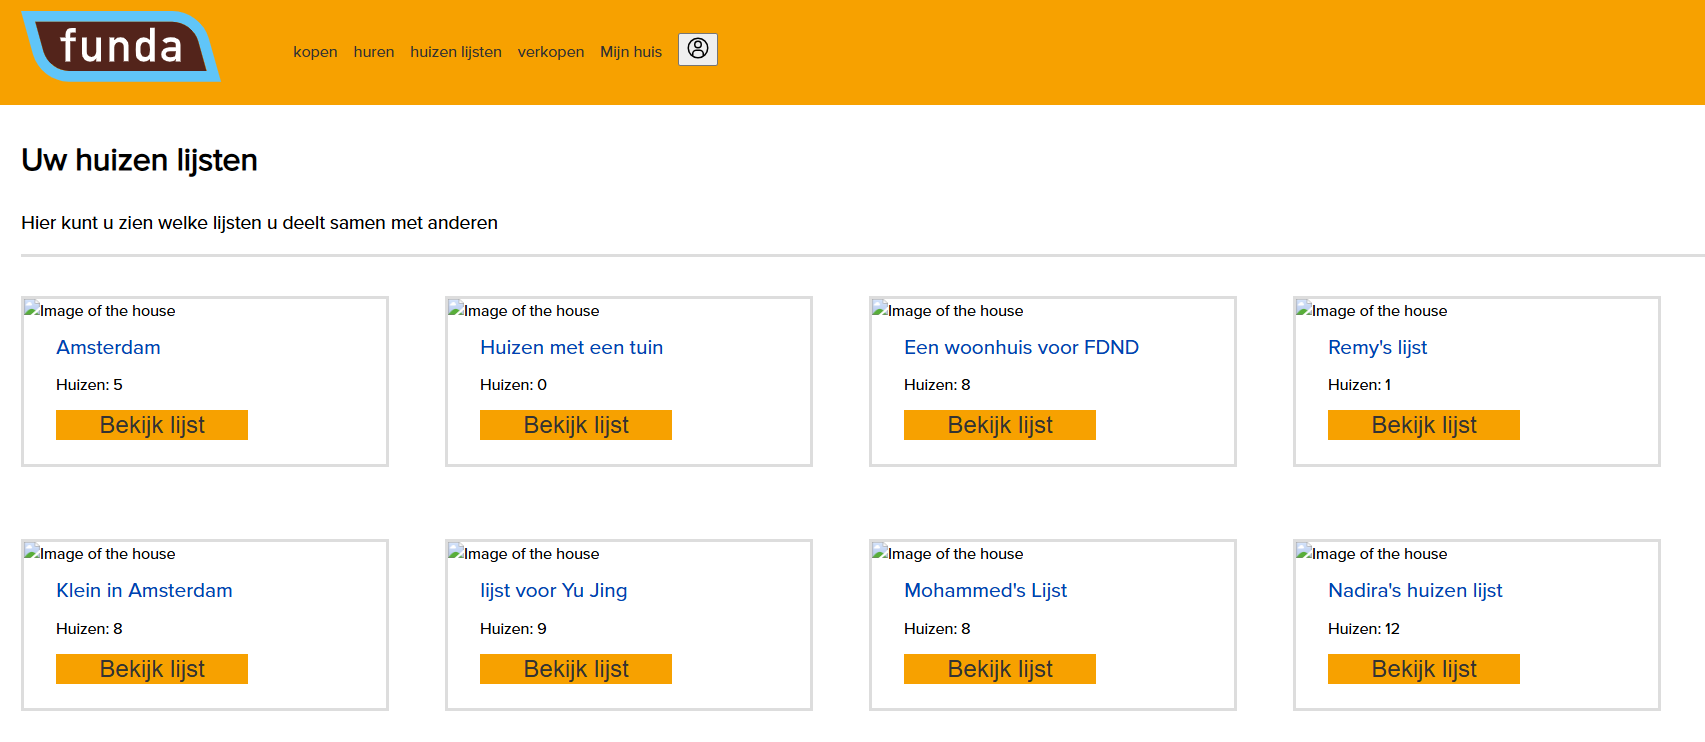 funda
kopen huren huizen lijsten verkopen Mijn huis
Uw huizen lijsten
Hier kunt u zien welke lijsten u deelt samen met anderen
Image of the house Image of the house Image of the house Image of the house
Amsterdam Huizen met een tuin Een woonhuis voor FDND Remy's lijst
Huizen: 5 Huizen: 0 Huizen: 8 Huizen: 1
Bekijk lijst Bekijk lijst Bekijk lijst Bekijk lijst
Image of the house Image of the house Image of the house Image of the house
Klein in Amsterdam lijst voor Yu Jing Mohammed's Lijst Nadira's huizen lijst
Huizen: 8 Huizen: 9 Huizen: 8 Huizen: 12
Bekijk lijst Bekijk lijst Bekijk lijst Bekijk lijst